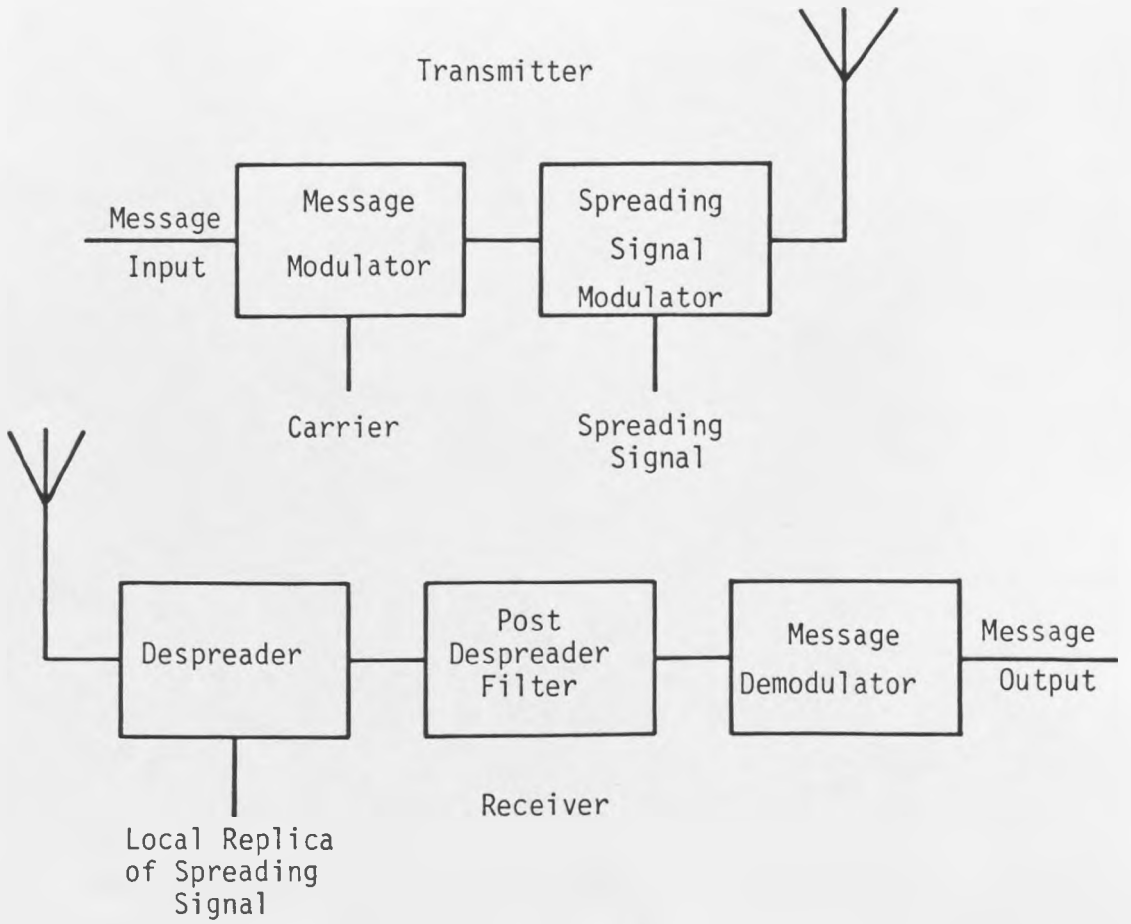 Transmitter
Message
Input
Message
Modulator
Spreading
Signal
Modulator
Carrier
Spreading
Signal
Despreader
Post
Despreader
Filter
Message
Demodulator
Message
Output
Receiver
Local Replica
of Spreading
Signal